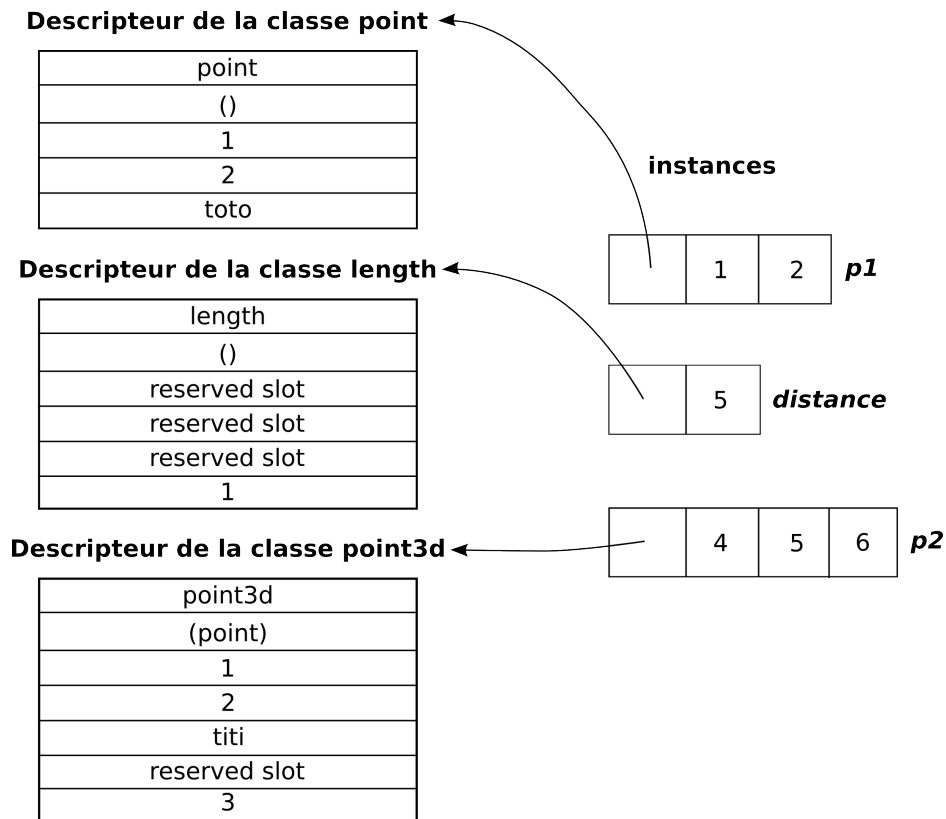 Descripteur de la classe point
point
()
1
2
toto
instances
1 2 p1
Descripteur de la classe length
length
()
reserved slot
reserved slot
reserved slot
1
5 distance
4 5 6 p2
Descripteur de la classe point3d
point3d
(point)
1
2
titi
reserved slot
3